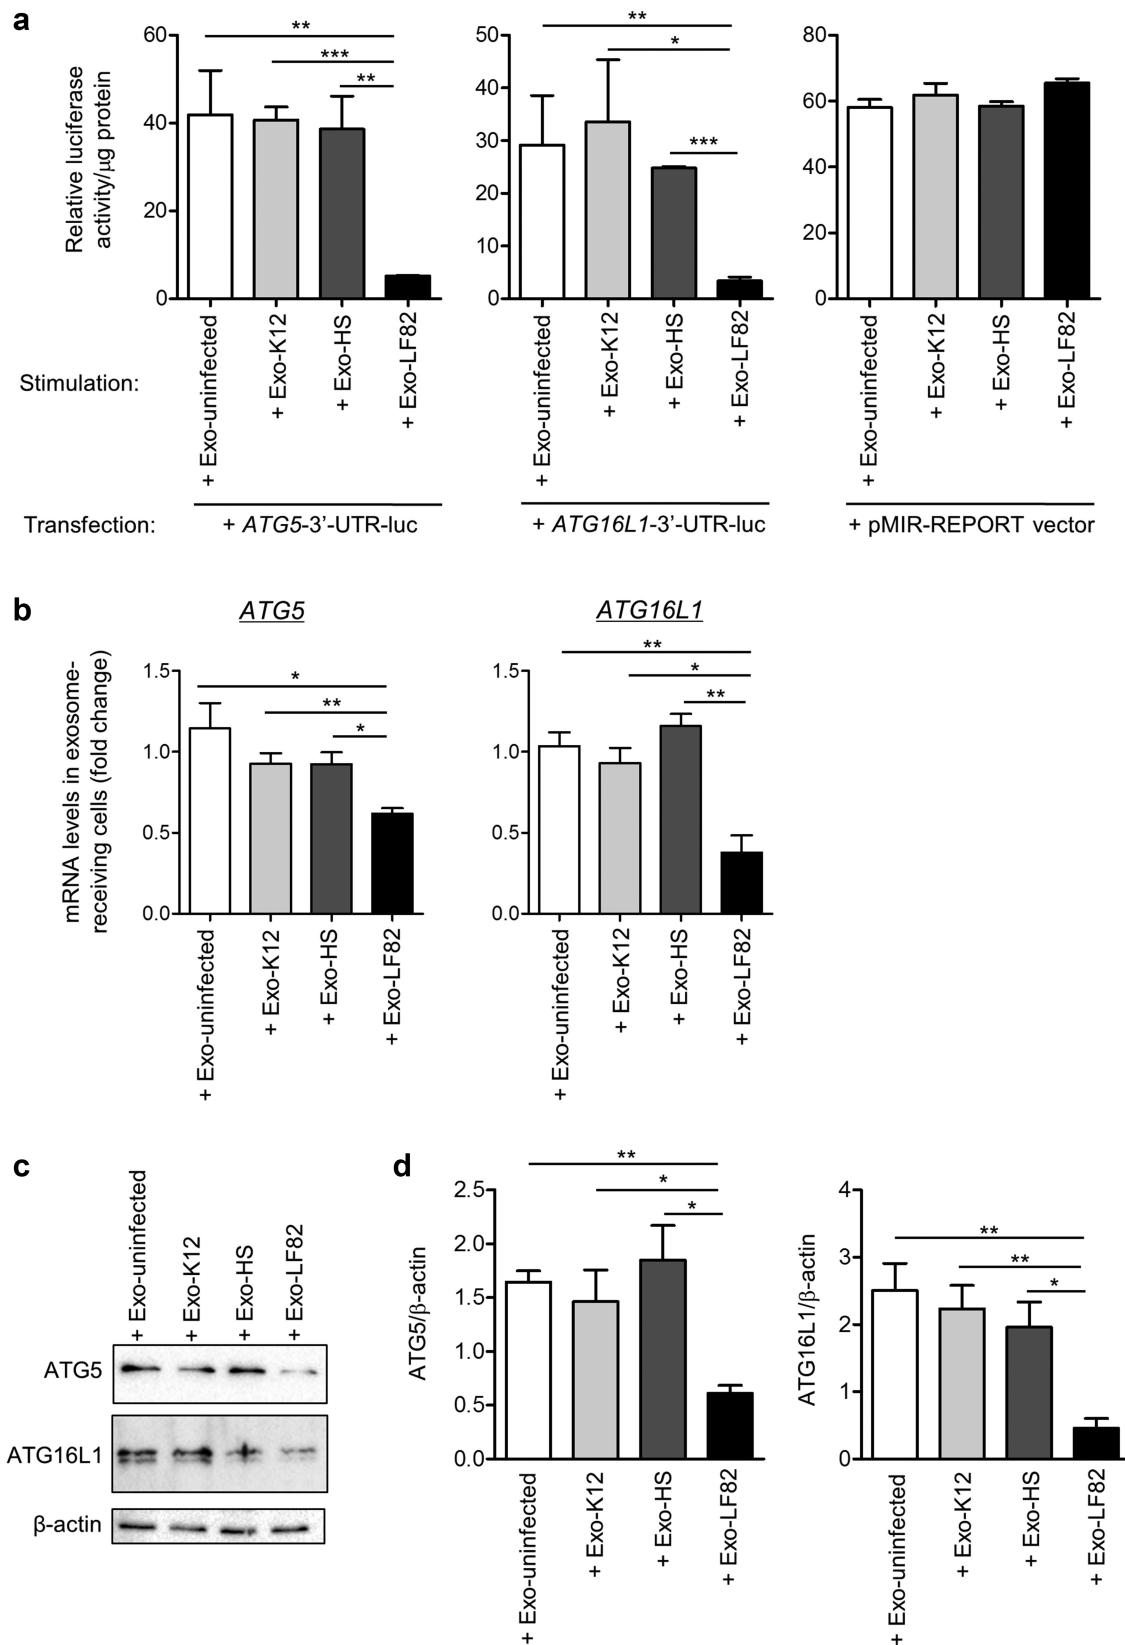 a
Relative luciferase
activity/µg protein
60
40
20
0
**
***
**
50
40
30
20
10
0
**
*
***
80
60
40
20
0
Stimulation:
+ Exo-uninfected
+ Exo-K12
+ Exo-HS
+ Exo-LF82
+ Exo-uninfected
+ Exo-K12
+ Exo-HS
+ Exo-LF82
+ Exo-uninfected
+ Exo-K12
+ Exo-HS
+ Exo-LF82
Transfection:
+ ATG5-3’-UTR-luc
+ ATG16L1-3’-UTR-luc
+ pMIR-REPORT vector
b
ATG5
mRNA levels in exosome-
receiving cells (fold change)
1.5
1.0
0.5
0.0
*
**
*
+ Exo-uninfected
+ Exo-K12
+ Exo-HS
+ Exo-LF82
ATG16L1
1.5
1.0
0.5
0.0
**
*
**
+ Exo-uninfected
+ Exo-K12
+ Exo-HS
+ Exo-LF82
c
+ Exo-uninfected
+ Exo-K12
+ Exo-HS
+ Exo-LF82
ATG5
ATG16L1
β-actin
d
ATG5/β-actin
2.5
2.0
1.5
1.0
0.5
0.0
**
*
*
+ Exo-uninfected
+ Exo-K12
+ Exo-HS
+ Exo-LF82
ATG16L1/β-actin
4
3
2
1
0
**
**
*
+ Exo-uninfected
+ Exo-K12
+ Exo-HS
+ Exo-LF82